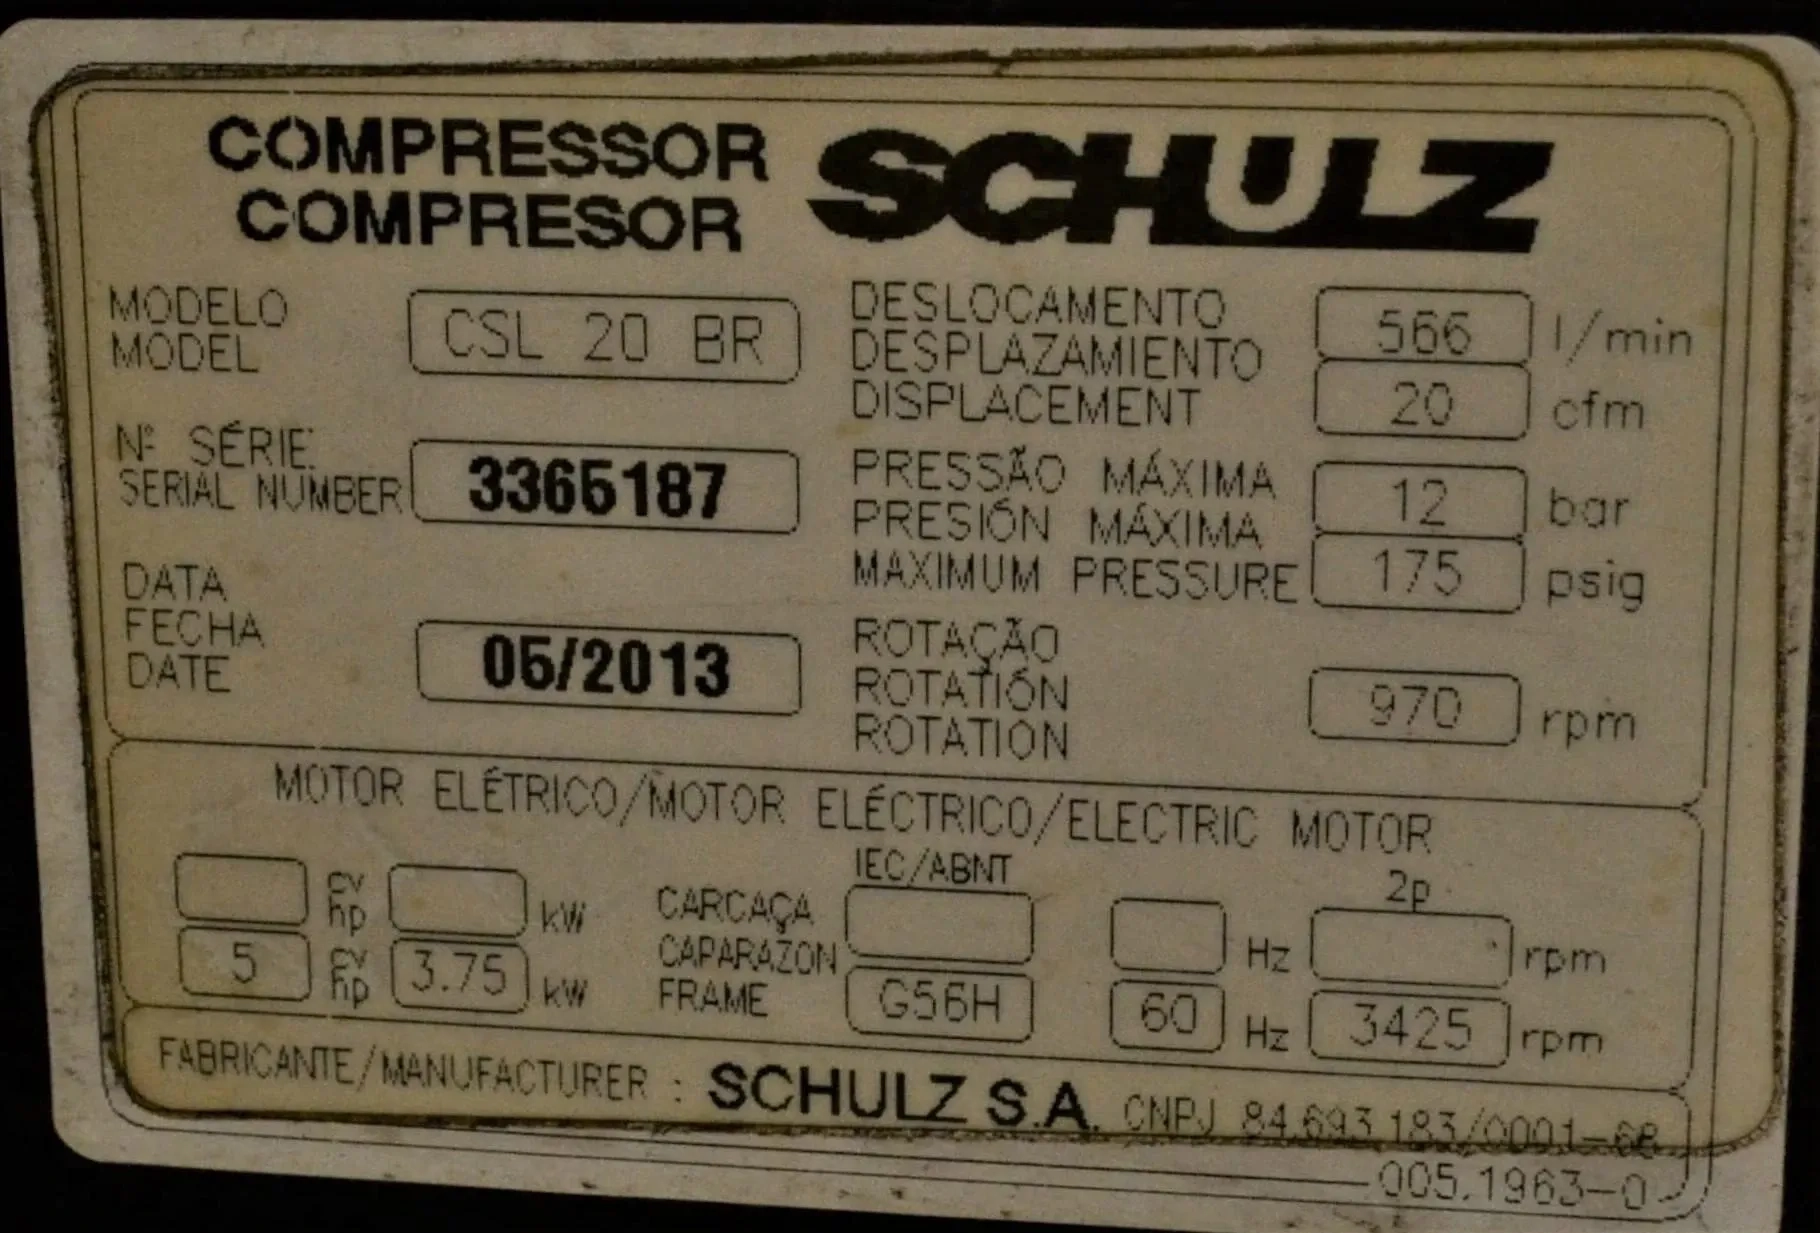 COMPRESSOR
COMPRESOR
SCHULZ
MODELO
MODEL
CSL 20 BR
Nº SÉRIE
SERIAL NUMBER
3365187
DATA
FECHA
DATE
05/2013
DESLOCAMENTO
DESPLAZAMIENTO
DISPLACEMENT
566 l/min
20 cfm
PRESSÃO MÁXIMA
PRESIÓN MÁXIMA
MAXIMUM PRESSURE
12 bar
175 psig
ROTAÇÃO
ROTATIÓN
ROTATION
970 rpm
MOTOR ELÉTRICO/MOTOR ELÉCTRICO/ELECTRIC MOTOR
cv
hp
kW
5
cv
hp
3.75 kW
CARCAÇA
CAPARAZON
FRAME
IEC/ABNT
G56H
Hz
60 Hz
2p
rpm
3425 rpm
FABRICANTE/MANUFACTURER : SCHULZ S.A. CNPJ 84.693.183/0001-68
005.1963-0